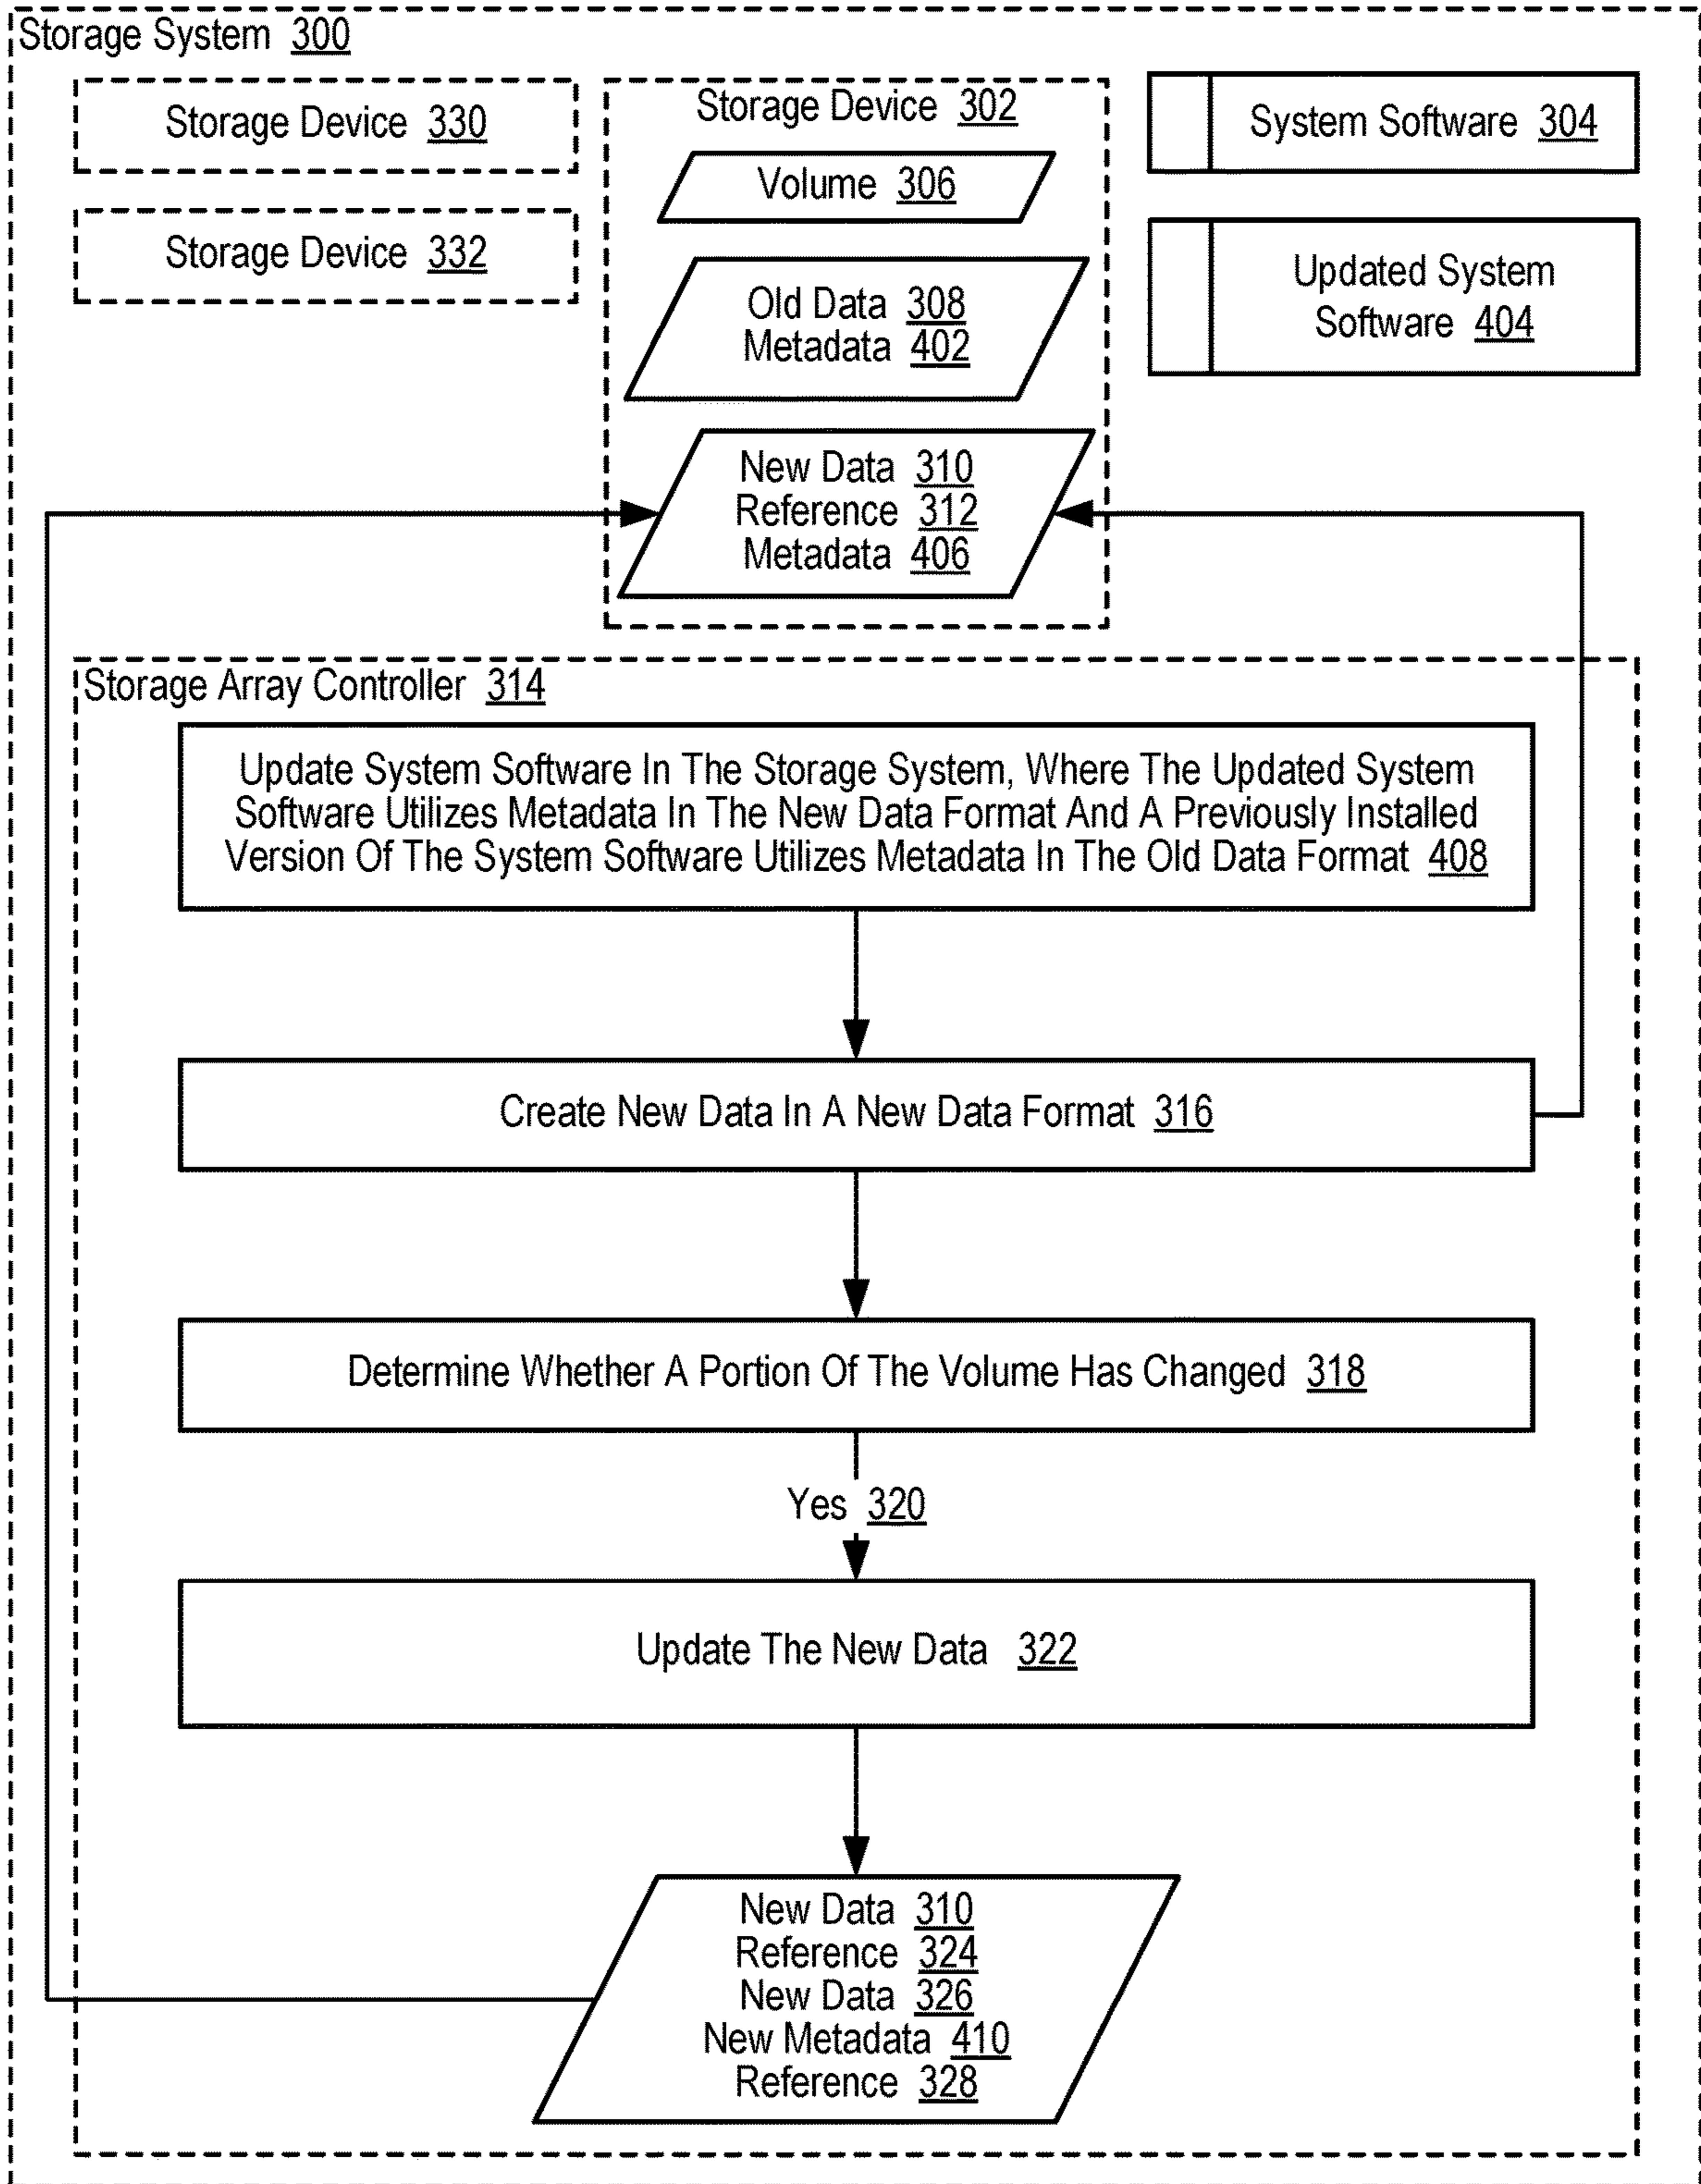 Storage System 300
Storage Device 330
Storage Device 332
Storage Device 302
Volume 306
Old Data 308
Metadata 402
New Data 310
Reference 312
Metadata 406
System Software 304
Updated System
Software 404
Storage Array Controller 314
Update System Software In The Storage System, Where The Updated System
Software Utilizes Metadata In The New Data Format And A Previously Installed
Version Of The System Software Utilizes Metadata In The Old Data Format 408
Create New Data In A New Data Format 316
Determine Whether A Portion Of The Volume Has Changed 318
Yes 320
Update The New Data 322
New Data 310
Reference 324
New Data 326
New Metadata 410
Reference 328